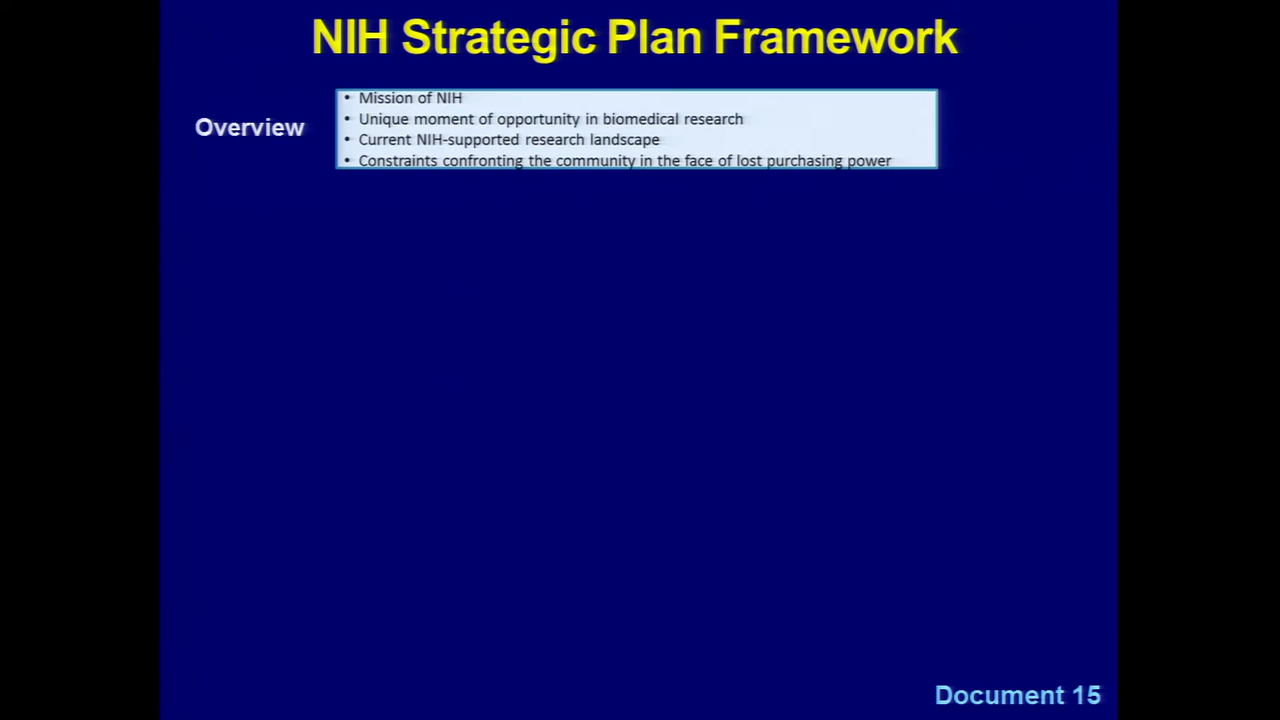 NIH Strategic Plan Framework
Overview
• Mission of NIH
• Unique moment of opportunity in biomedical research
• Current NIH-supported research landscape
• Constraints confronting the community in the face of lost purchasing power
Document 15